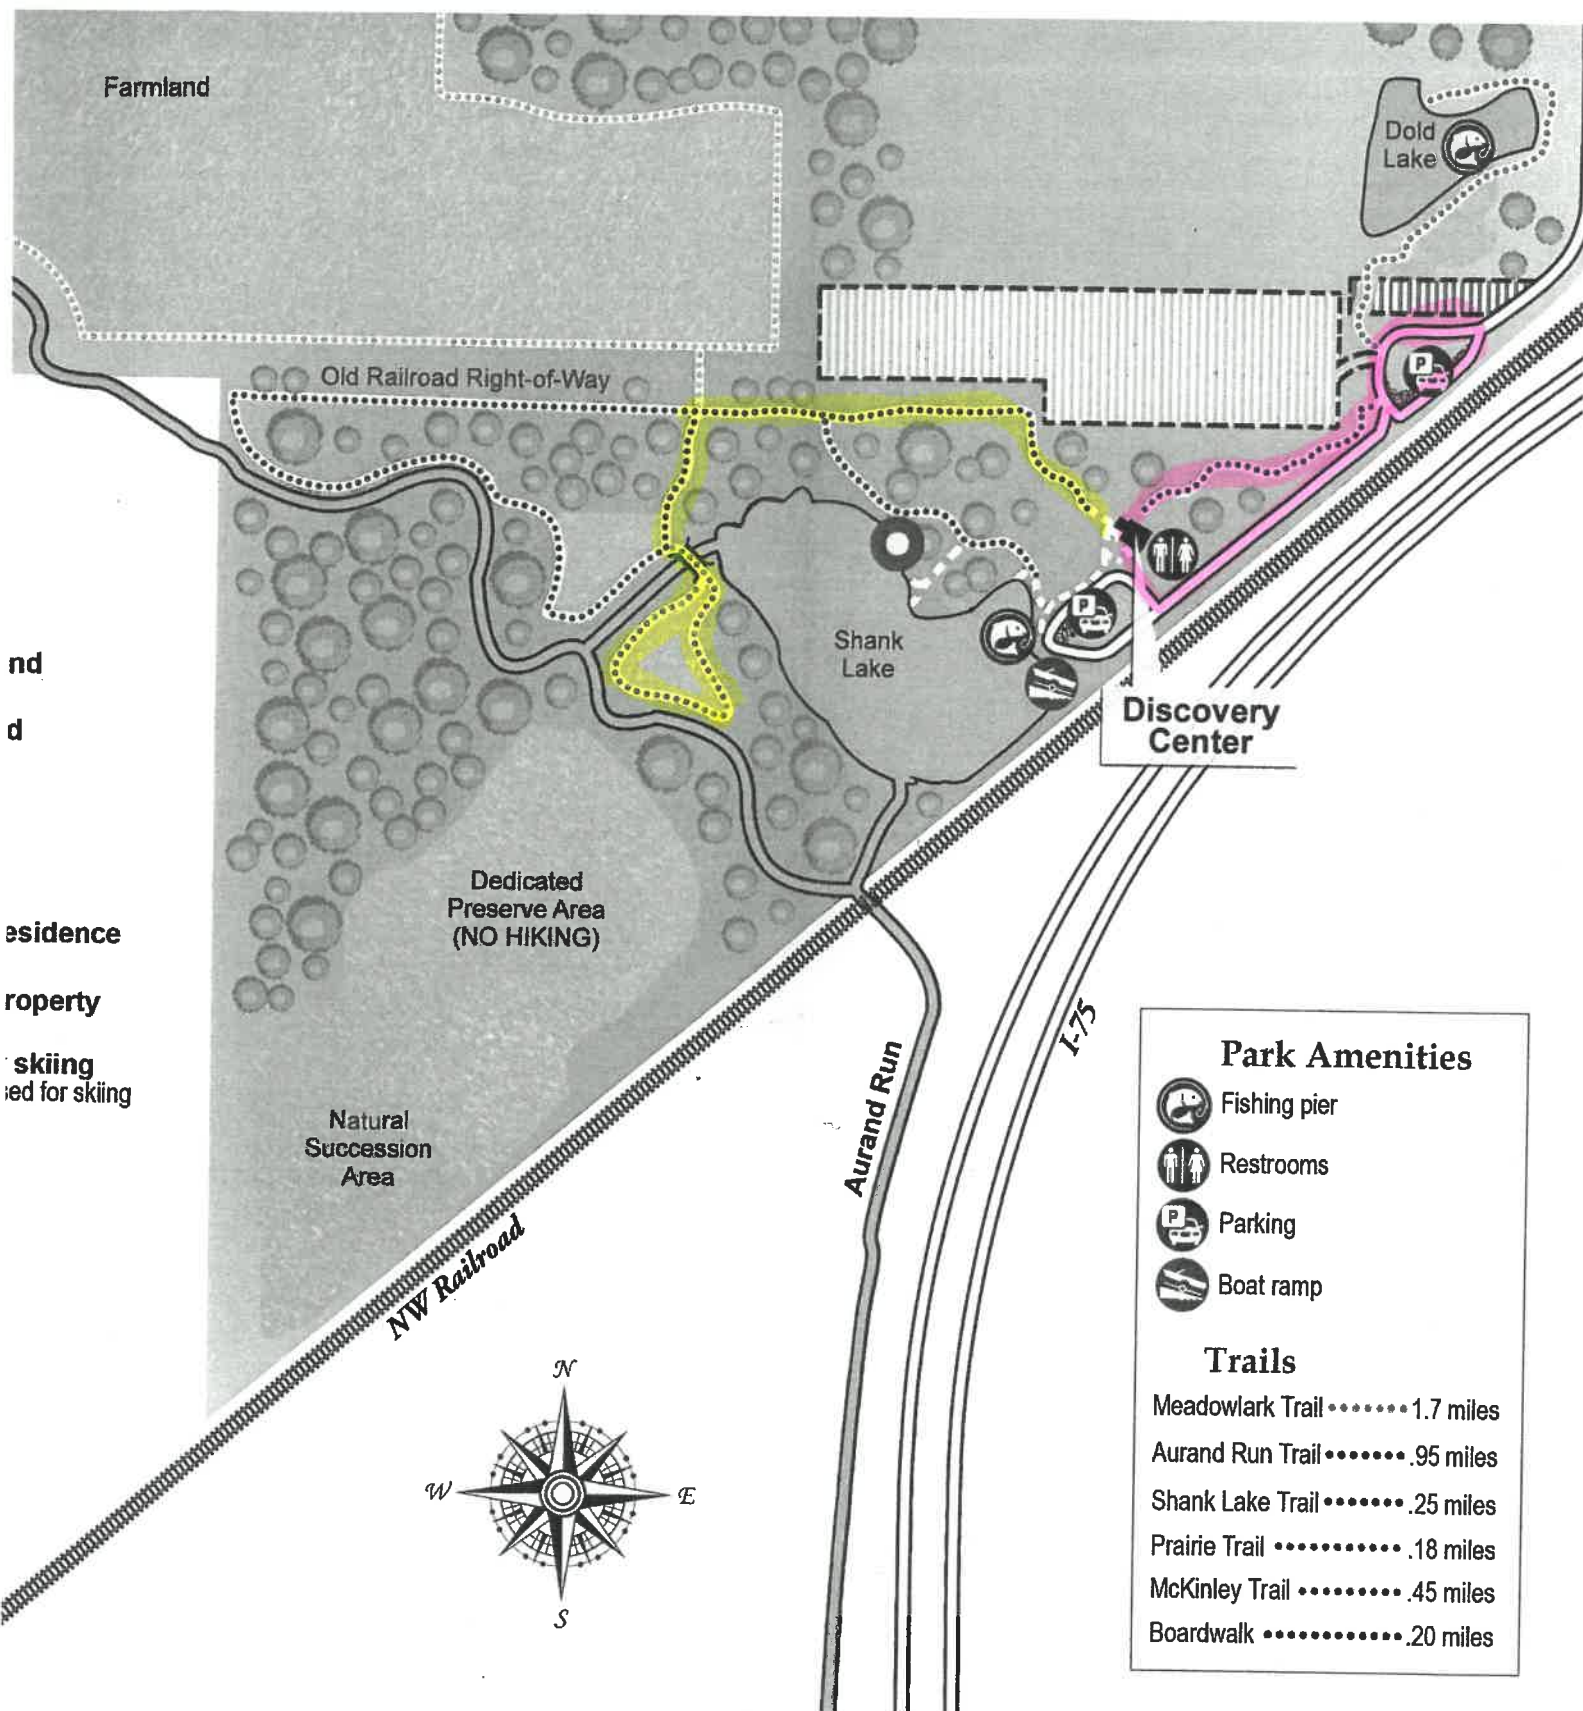 Farmland
Dold
Lake
P
Old Railroad Right-of-Way
P
Shank
Lake
nd
d
Discovery
Center
Dedicated
Preserve Area
(NO HIKING)
esidence
roperty
skiing
sed for skiing
I-75
Aurand Run
Natural
Succession
Area
NW Railroad
N
W
E
S
Park Amenities
Fishing pier
Restrooms
P
Parking
Boat ramp
Trails
Meadowlark Trail 1.7 miles
Aurand Run Trail .95 miles
Shank Lake Trail .25 miles
Prairie Trail .18 miles
McKinley Trail .45 miles
Boardwalk .20 miles